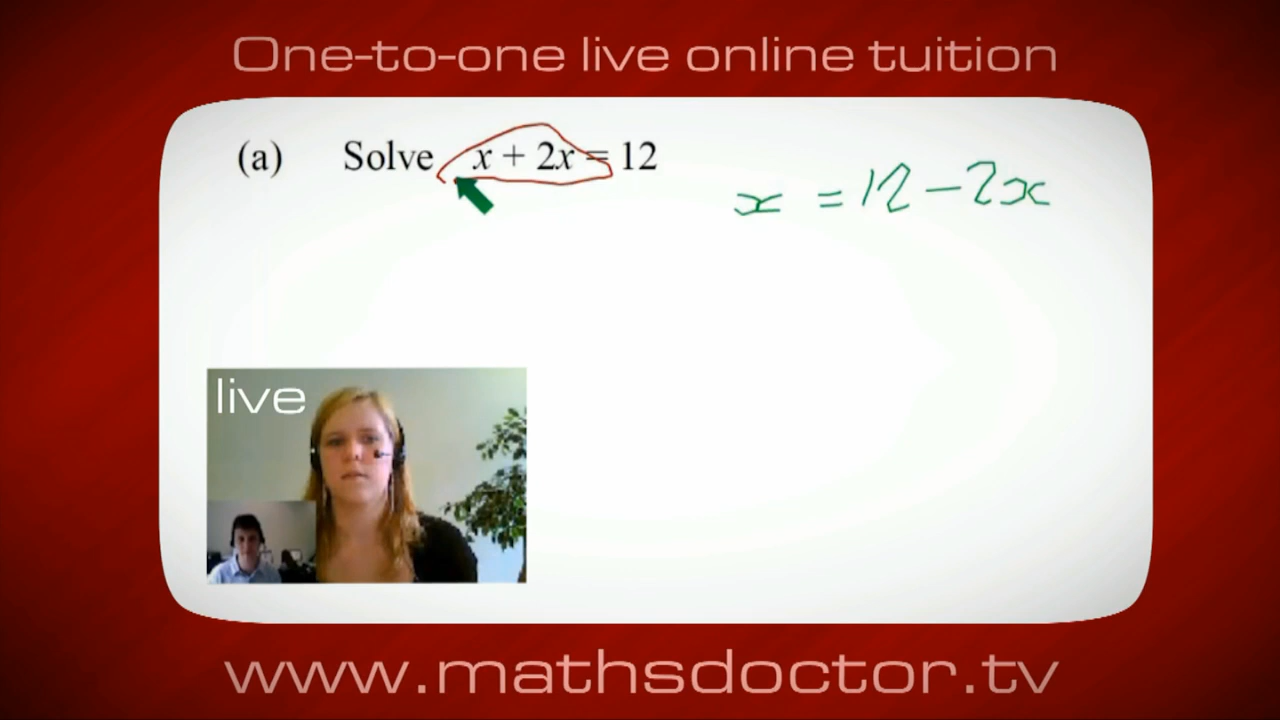 One-to-one live online tuition
(a) Solve x + 2x = 12
x = 12 - 2x
live
www.mathsdoctor.tv